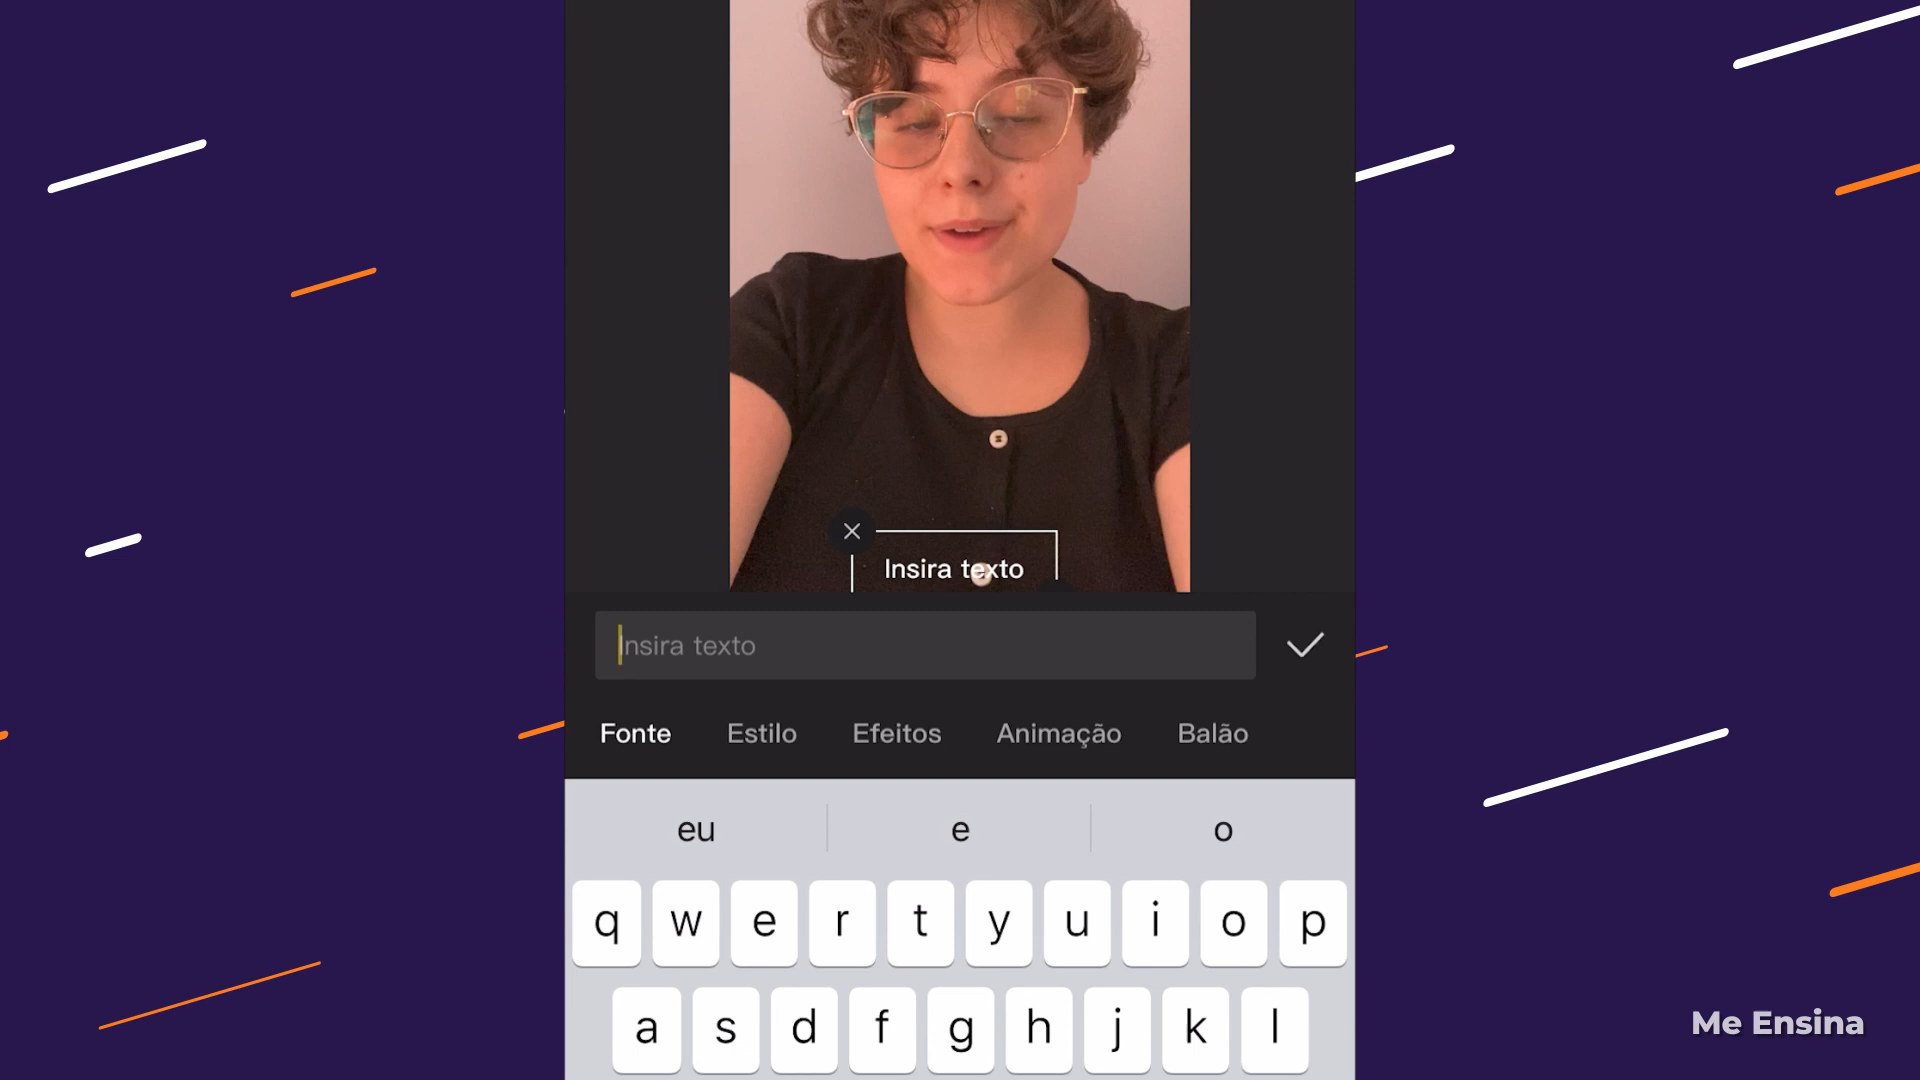 Insira texto
Insira texto
Fonte Estilo Efeitos Animação Balão
eu e o
q w e r t y u i o p
a s d f g h j k l
Me Ensina